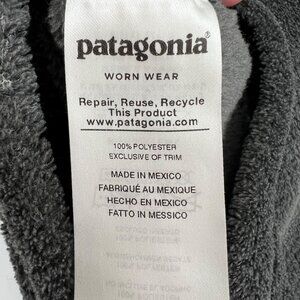 patagonia®
WORN WEAR
Repair, Reuse, Recycle
This Product
www.patagonia.com
100% POLYESTER
EXCLUSIVE OF TRIM
MADE IN MEXICO
FABRIQUÉ AU MEXIQUE
HECHO EN MÉXICO
FATTO IN MESSICO